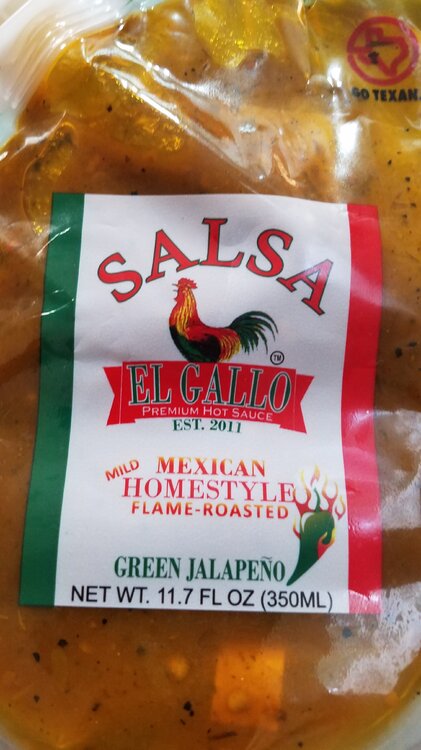 GO TEXAN.
SALSA
EL GALLO
TM
PREMIUM HOT SAUCE
EST. 2011
MILD MEXICAN
HOMESTYLE
FLAME-ROASTED
GREEN JALAPEÑO
NET WT. 11.7 FL OZ (350ML)